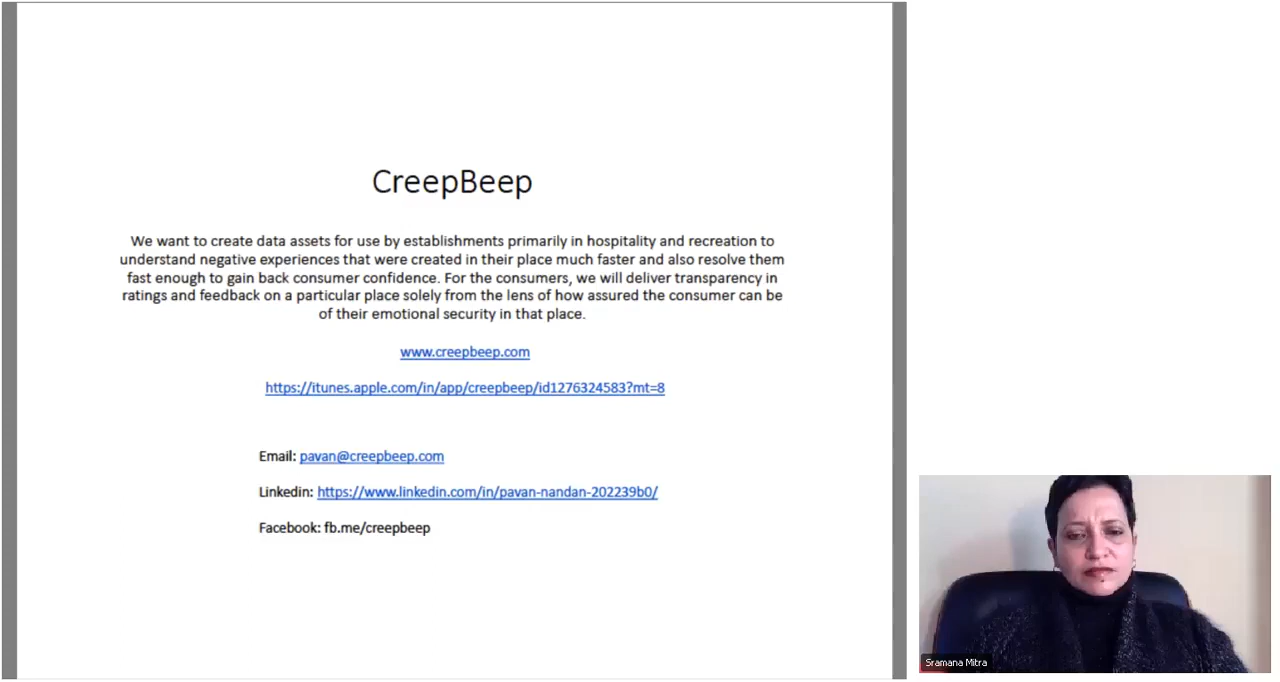 CreepBeep
We want to create data assets for use by establishments primarily in hospitality and recreation to
understand negative experiences that were created in their place much faster and also resolve them
fast enough to gain back consumer confidence. For the consumers, we will deliver transparency in
ratings and feedback on a particular place solely from the lens of how assured the consumer can be
of their emotional security in that place.
www.creepbeep.com
https://itunes.apple.com/in/app/creepbeep/id1276324583?mt=8
Email: pavan@creepbeep.com
Linkedin: https://www.linkedin.com/in/pavan-nandan-202239b0/
Facebook: fb.me/creepbeep
Sramana Mitra